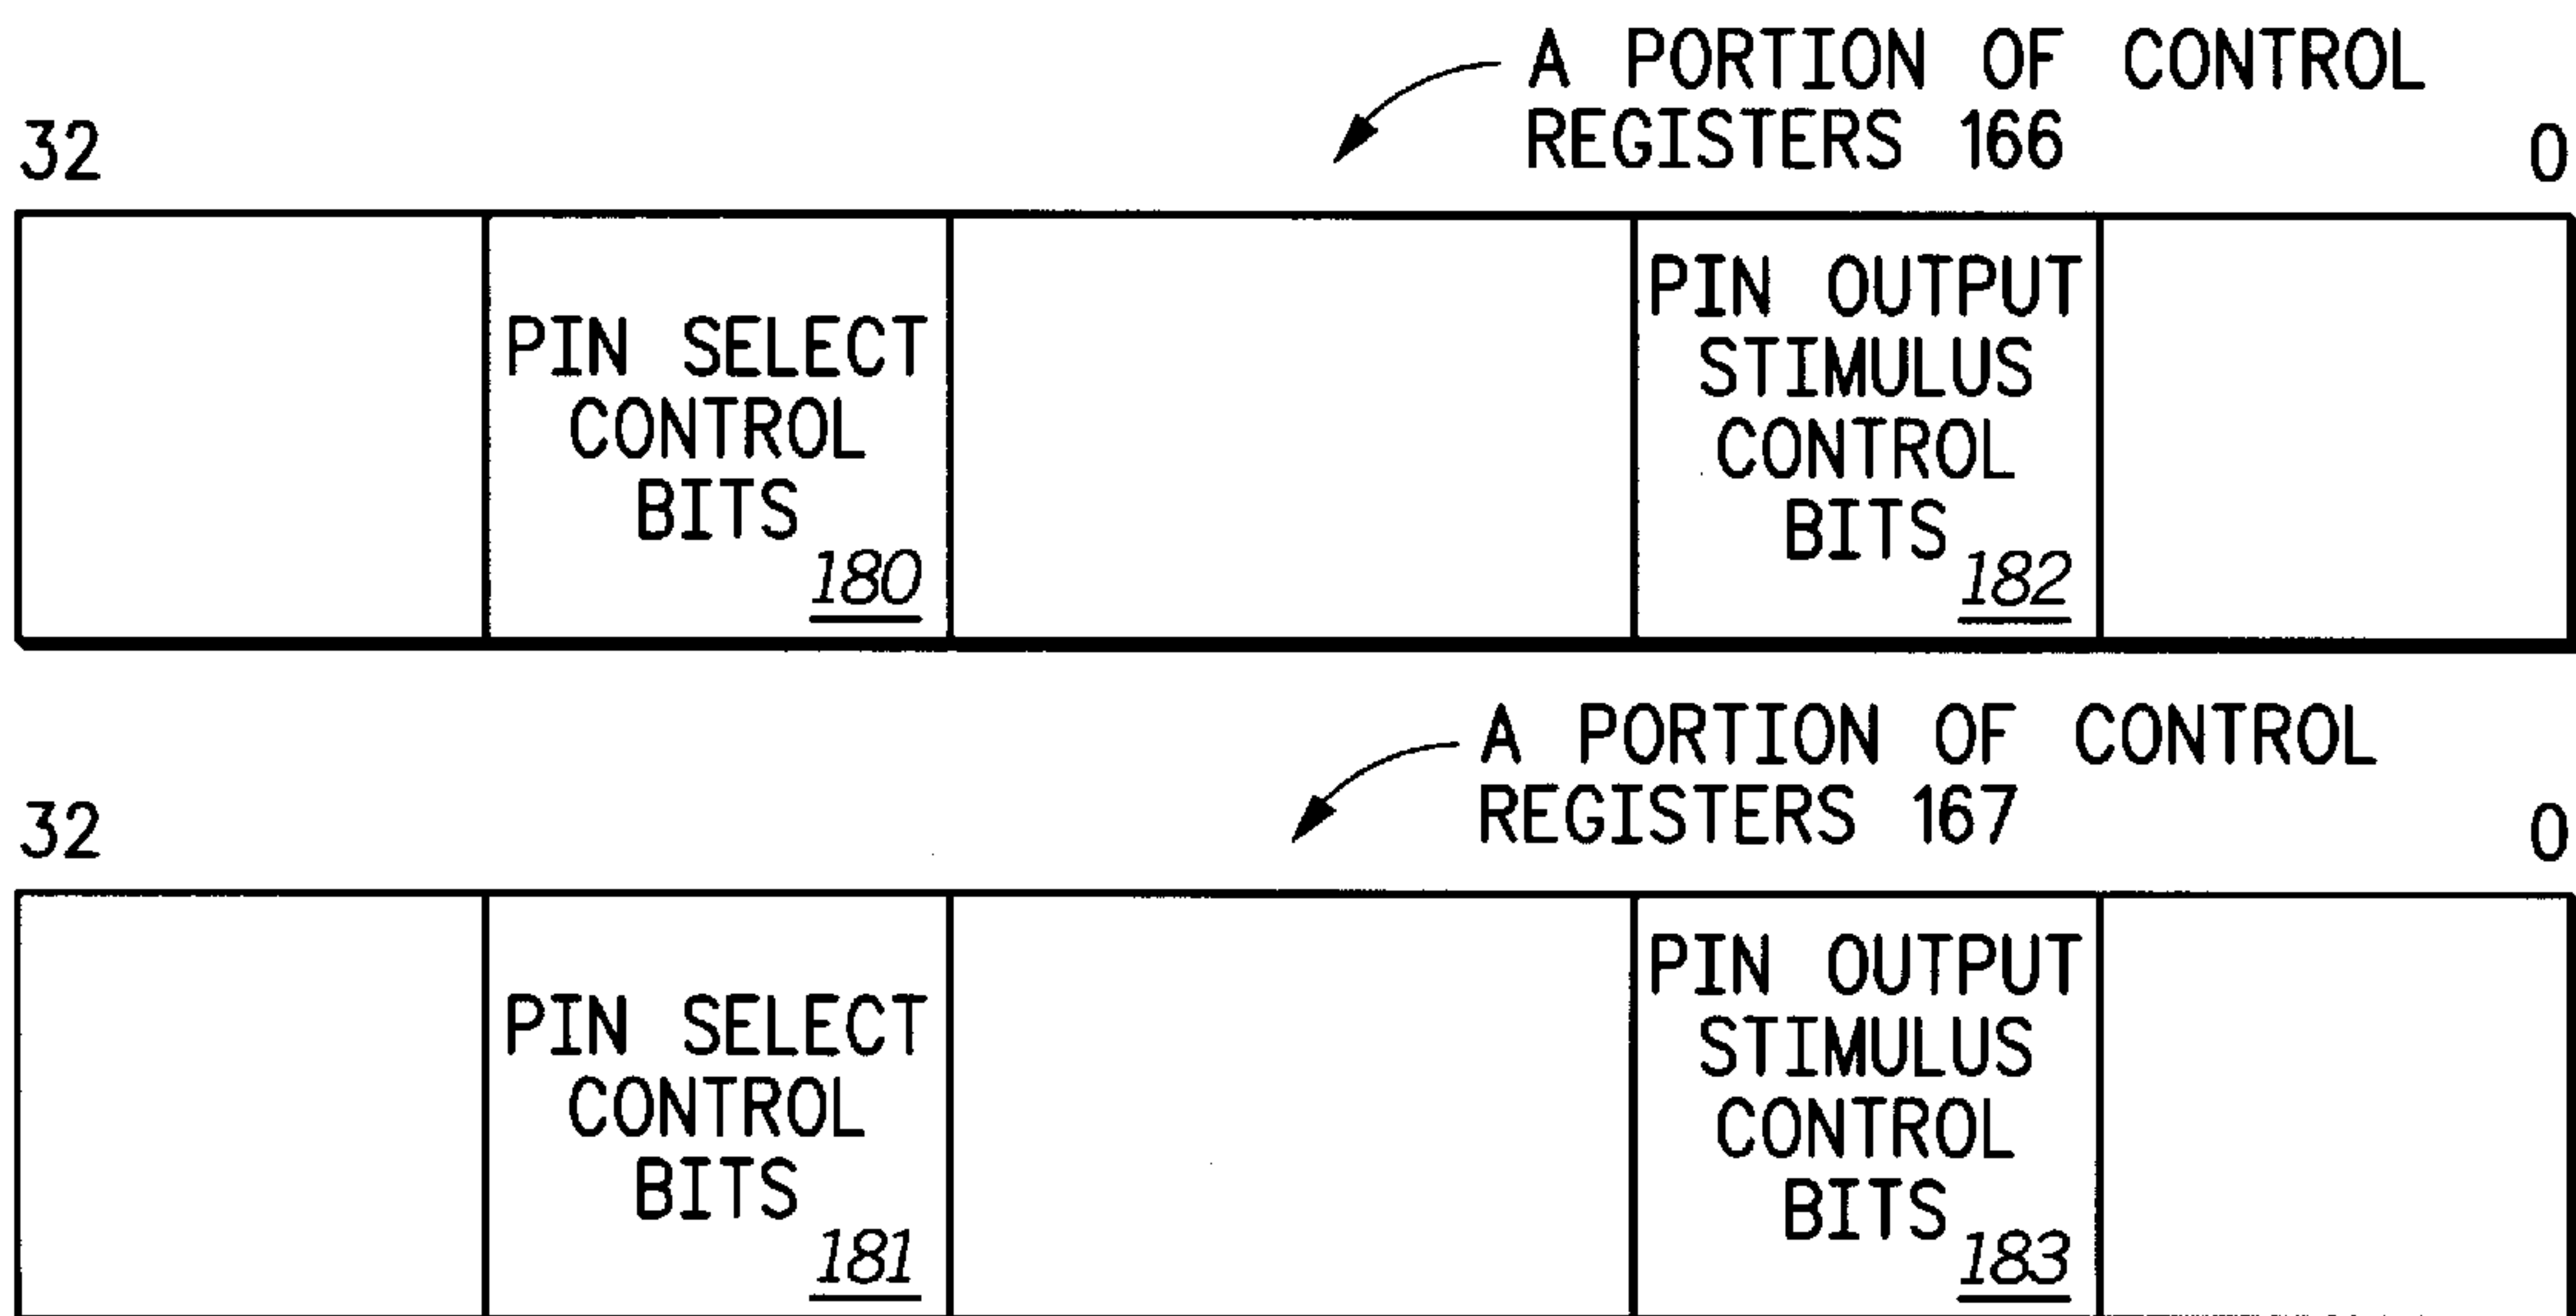 A PORTION OF CONTROL
REGISTERS 166
32
0
PIN SELECT
CONTROL
BITS
180
PIN OUTPUT
STIMULUS
CONTROL
BITS
182
A PORTION OF CONTROL
REGISTERS 167
32
0
PIN SELECT
CONTROL
BITS
181
PIN OUTPUT
STIMULUS
CONTROL
BITS
183